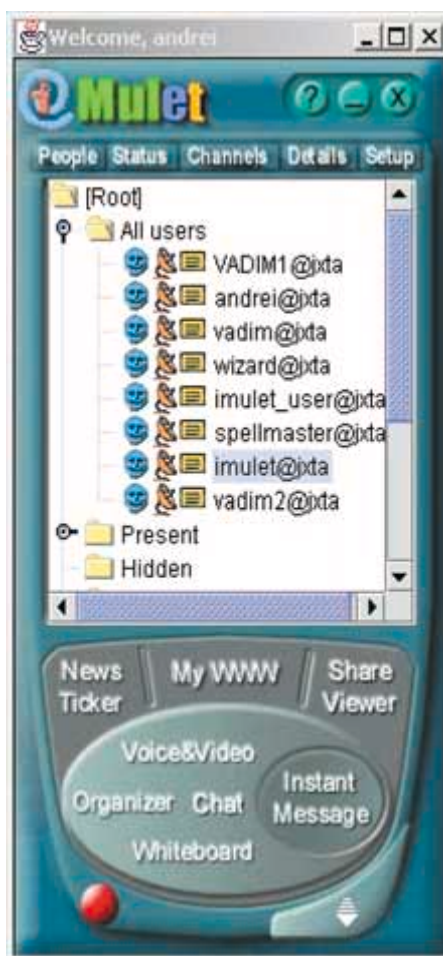 Welcome, andrei
Mulet
?
People Status Channels Details Setup
[Root]
All users
VADIM1@jxta
andrei@jxta
vadim@jxta
wizard@jxta
imulet_user@jxta
spellmaster@jxta
imulet@jxta
vadim2@jxta
Present
Hidden
News
Ticker
My WWW
Share
Viewer
Voice&Video
Organizer
Chat
Instant
Message
Whiteboard